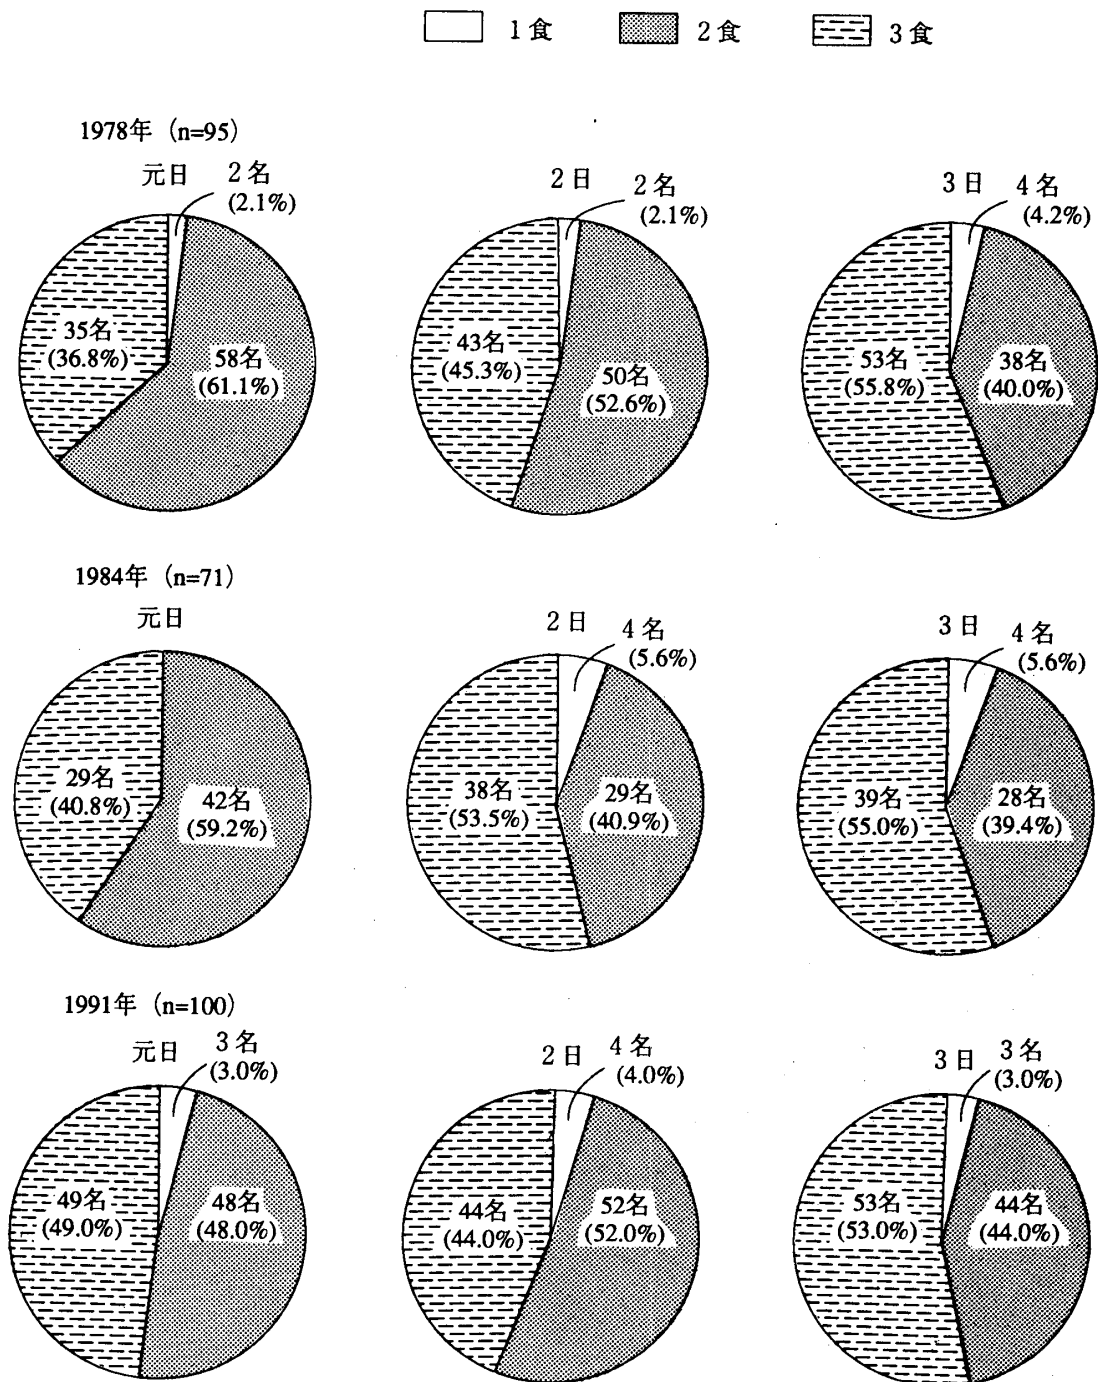 1食 2食 3食
1978年 (n=95)
元日
2名
(2.1%)
35名
(36.8%)
58名
(61.1%)
2日
2名
(2.1%)
43名
(45.3%)
50名
(52.6%)
3日
4名
(4.2%)
53名
(55.8%)
38名
(40.0%)
1984年 (n=71)
元日
29名
(40.8%)
42名
(59.2%)
2日
4名
(5.6%)
38名
(53.5%)
29名
(40.9%)
3日
4名
(5.6%)
39名
(55.0%)
28名
(39.4%)
1991年 (n=100)
元日
3名
(3.0%)
49名
(49.0%)
48名
(48.0%)
2日
4名
(4.0%)
44名
(44.0%)
52名
(52.0%)
3日
3名
(3.0%)
53名
(53.0%)
44名
(44.0%)